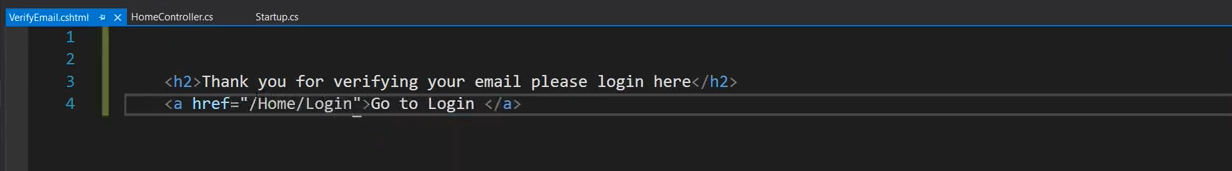 VerifyEmail.cshtml HomeController.cs Startup.cs
1
2
3 <h2>Thank you for verifying your email please login here</h2>
4 <a href="/Home/Login">Go to Login </a>